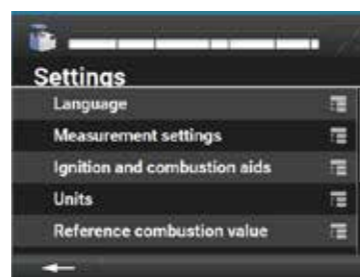 Settings
Language
Measurement settings
Ignition and combustion aids
Units
Reference combustion value